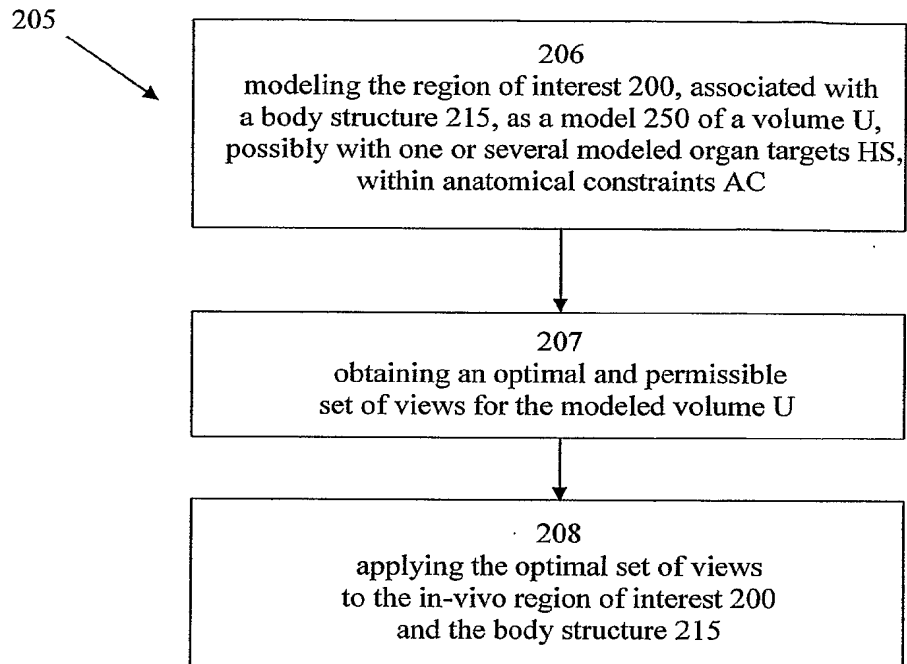 205
206
modeling the region of interest 200, associated with
a body structure 215, as a model 250 of a volume U,
possibly with one or several modeled organ targets HS,
within anatomical constraints AC
207
obtaining an optimal and permissible
set of views for the modeled volume U
208
applying the optimal set of views
to the in-vivo region of interest 200
and the body structure 215